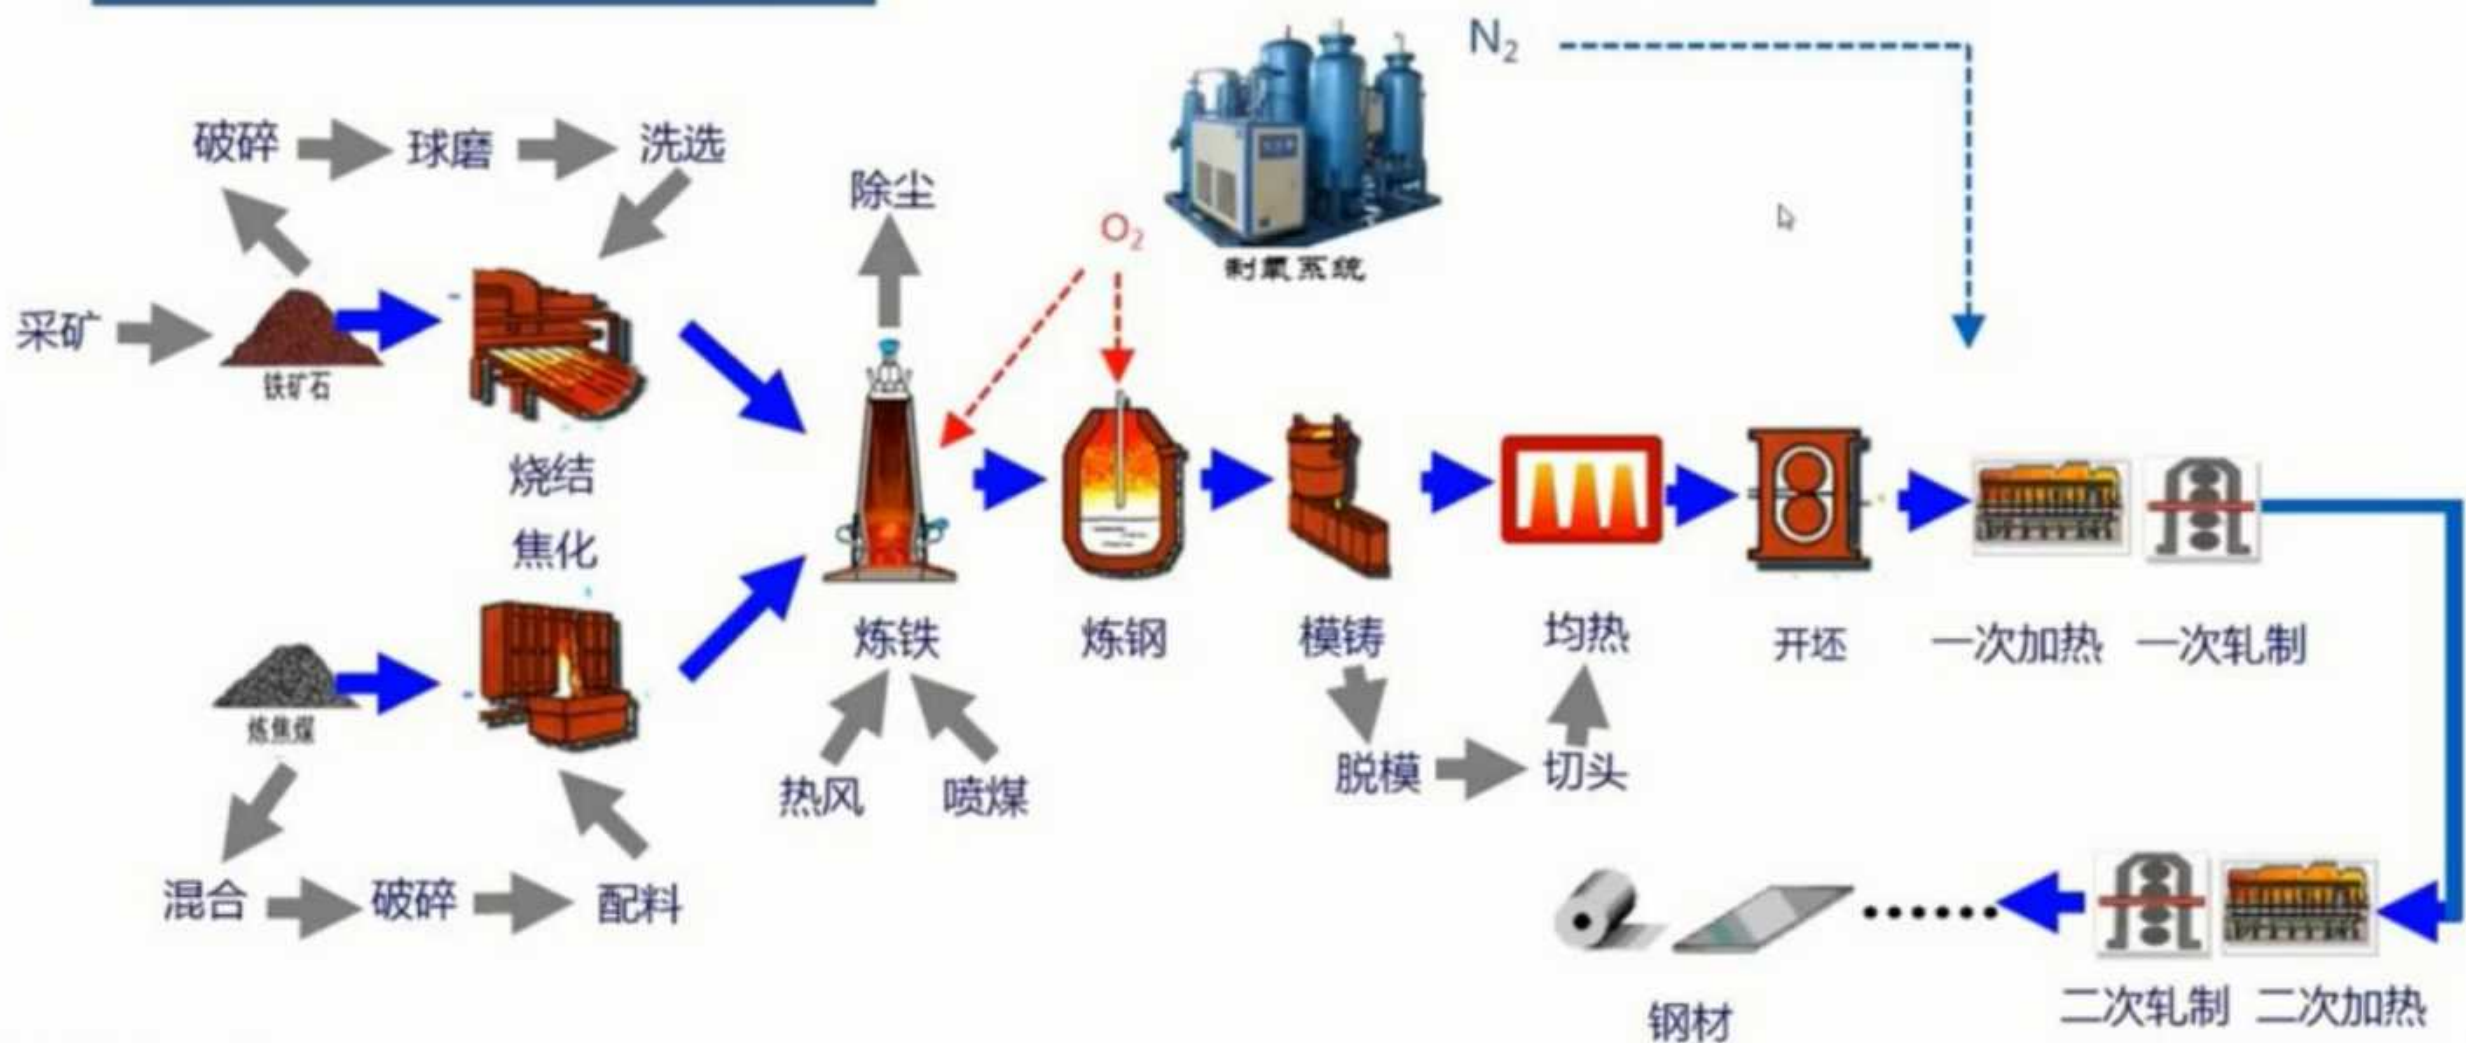 N₂
破碎
球磨
洗选
除尘
O₂
制氧系统
采矿
铁矿石
烧结
焦化
炼铁
炼钢
模铸
均热
开坯
一次加热
一次轧制
炼焦煤
热风
喷煤
脱模
切头
混合
破碎
配料
钢材
二次轧制
二次加热